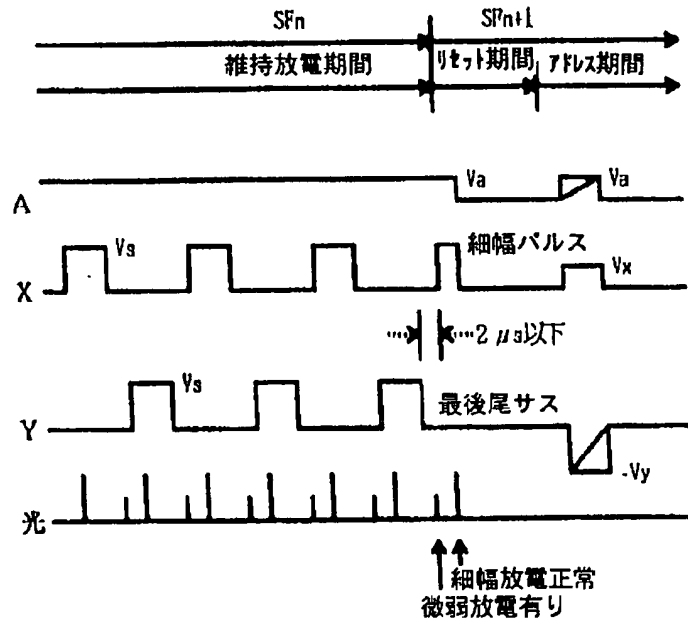 SFn
SFn+1
維持放電期間
リセット期間
アドレス期間
A
Va
Va
X
Vs
細幅パルス
Vx
2μs以下
Y
Vs
最後尾サス
-Vy
光
細幅放電正常
微弱放電有り